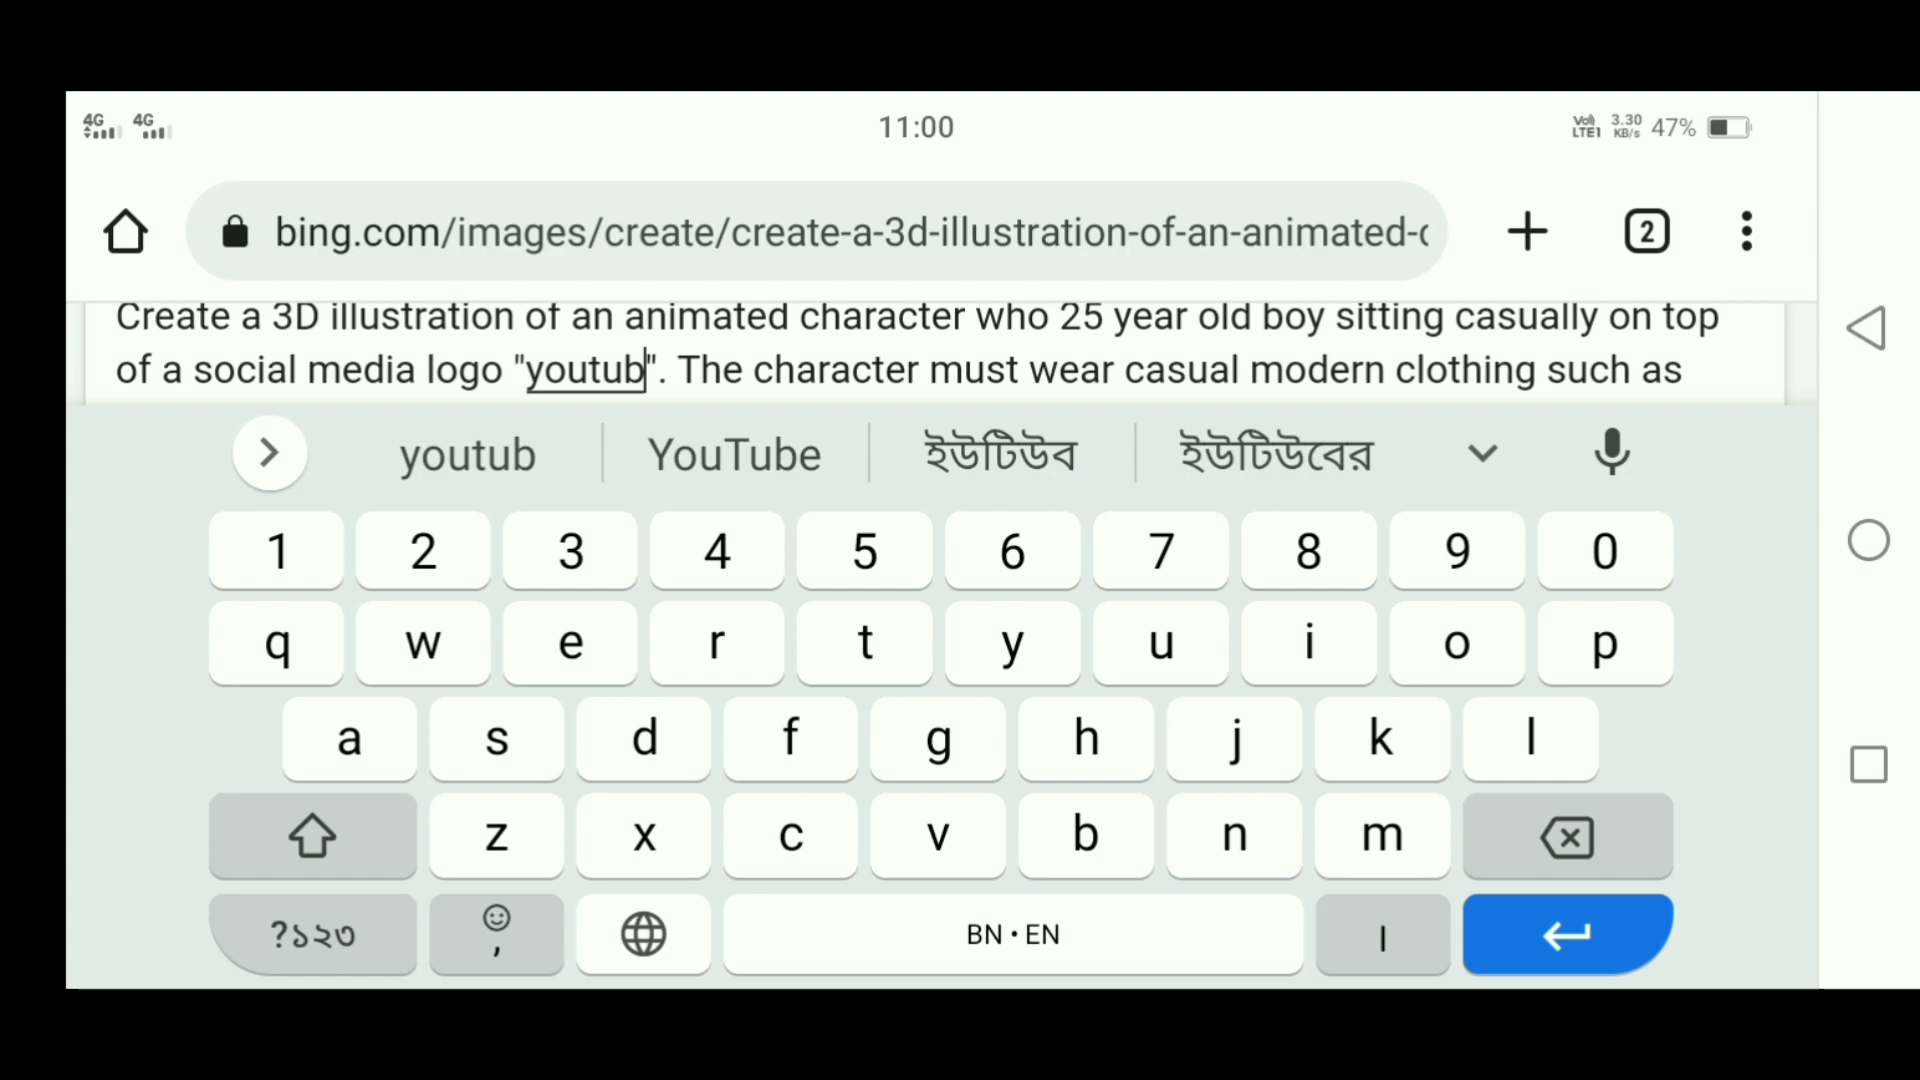 4G 4G 11:00 Vo) LTE1 3.30 KB/s 47%
bing.com/images/create/create-a-3d-illustration-of-an-animated-c 2
Create a 3D illustration of an animated character who 25 year old boy sitting casually on top
of a social media logo "youtub". The character must wear casual modern clothing such as
youtub YouTube ইউটিউব ইউটিউবের
1 2 3 4 5 6 7 8 9 0
q w e r t y u i o p
a s d f g h j k l
z x c v b n m
?১২৩ , BN • EN ।